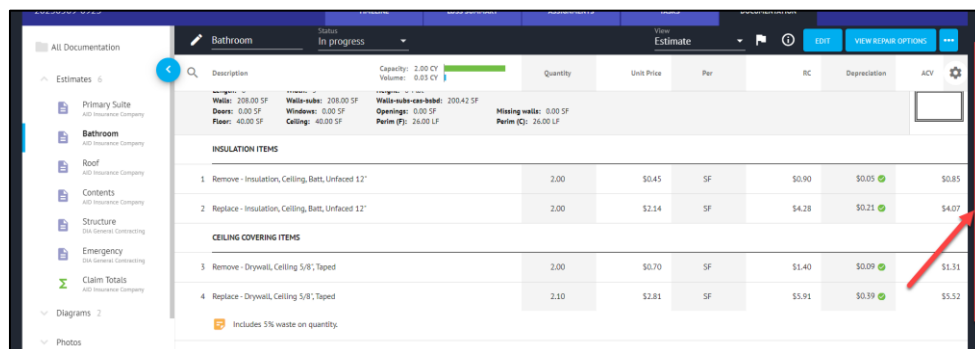 TIMELINE LOSS SUMMARY ASSIGNMENTS TASKS DOCUMENTATION
All Documentation
Estimates 6
Primary Suite
AID Insurance Company
Bathroom
AID Insurance Company
Roof
AID Insurance Company
Contents
AID Insurance Company
Structure
DIA General Contracting
Emergency
DIA General Contracting
Claim Totals
AID Insurance Company
Diagrams 2
Photos
Bathroom
Status
In progress
View
Estimate
EDIT
VIEW REPAIR OPTIONS
Description
Capacity: 2.00 CY
Volume: 0.03 CY
Quantity Unit Price Per RC Depreciation ACV
Walls: 208.00 SF Walls-subs: 208.00 SF Walls-subs-cas-bsbd: 200.42 SF
Doors: 0.00 SF Windows: 0.00 SF Openings: 0.00 SF Missing walls: 0.00 SF
Floor: 40.00 SF Ceiling: 40.00 SF Perim (F): 26.00 LF Perim (C): 26.00 LF
INSULATION ITEMS
1 Remove - Insulation, Ceiling, Batt, Unfaced 12" 2.00 $0.45 SF $0.90 $0.05 $0.85
2 Replace - Insulation, Ceiling, Batt, Unfaced 12" 2.00 $2.14 SF $4.28 $0.21 $4.07
CEILING COVERING ITEMS
3 Remove - Drywall, Ceiling 5/8", Taped 2.00 $0.70 SF $1.40 $0.09 $1.31
4 Replace - Drywall, Ceiling 5/8", Taped 2.10 $2.81 SF $5.91 $0.39 $5.52
Includes 5% waste on quantity.